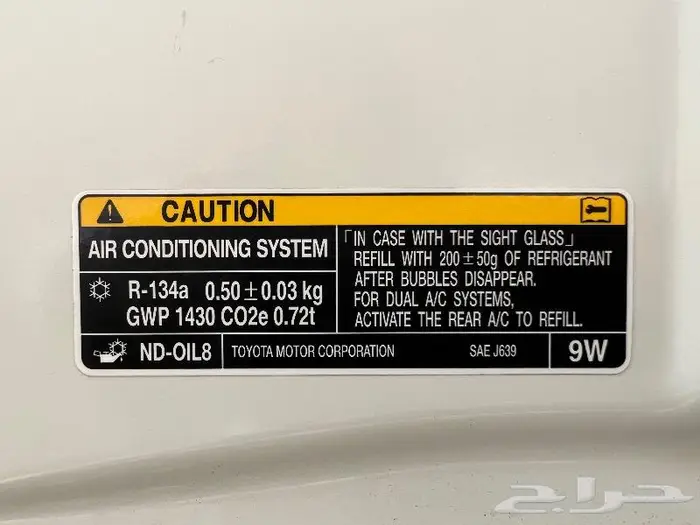 CAUTION
AIR CONDITIONING SYSTEM
R-134a 0.50±0.03 kg
GWP 1430 CO2e 0.72t
「IN CASE WITH THE SIGHT GLASS」
REFILL WITH 200±50g OF REFRIGERANT
AFTER BUBBLES DISAPPEAR.
FOR DUAL A/C SYSTEMS,
ACTIVATE THE REAR A/C TO REFILL.
ND-OIL8
TOYOTA MOTOR CORPORATION
SAE J639
9W
حراج